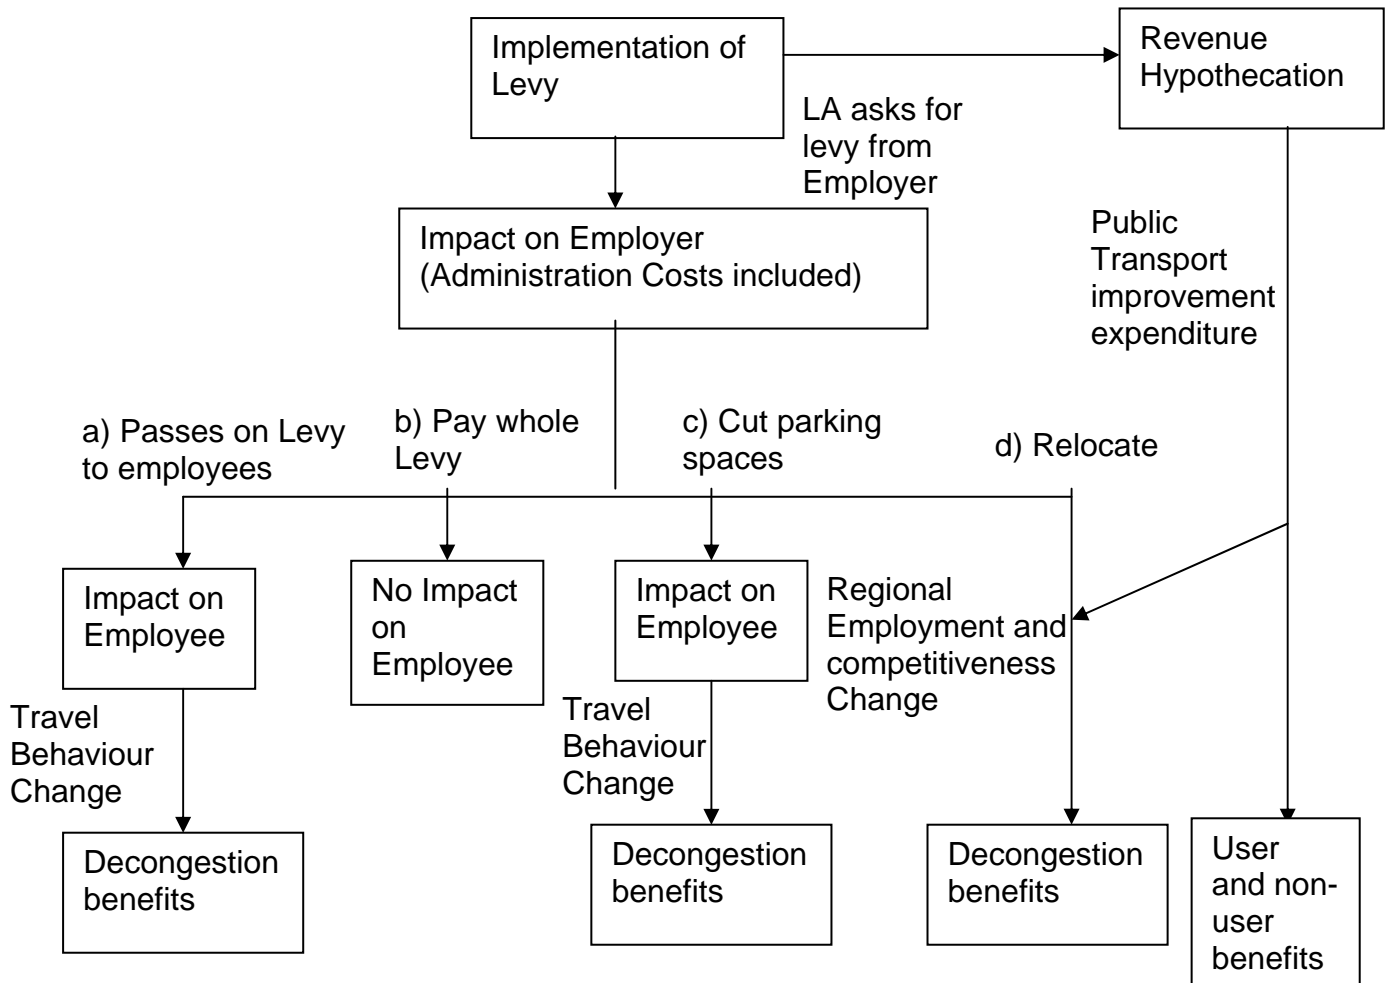 Implementation of
Levy
Revenue
Hypothecation
LA asks for
levy from
Employer
Impact on Employer
(Administration Costs included)
Public
Transport
improvement
expenditure
a) Passes on Levy
to employees
b) Pay whole
Levy
c) Cut parking
spaces
d) Relocate
Impact on
Employee
No Impact
on
Employee
Impact on
Employee
Regional
Employment and
competitiveness
Change
Travel
Behaviour
Change
Travel
Behaviour
Change
Decongestion
benefits
Decongestion
benefits
Decongestion
benefits
User
and non-
user
benefits